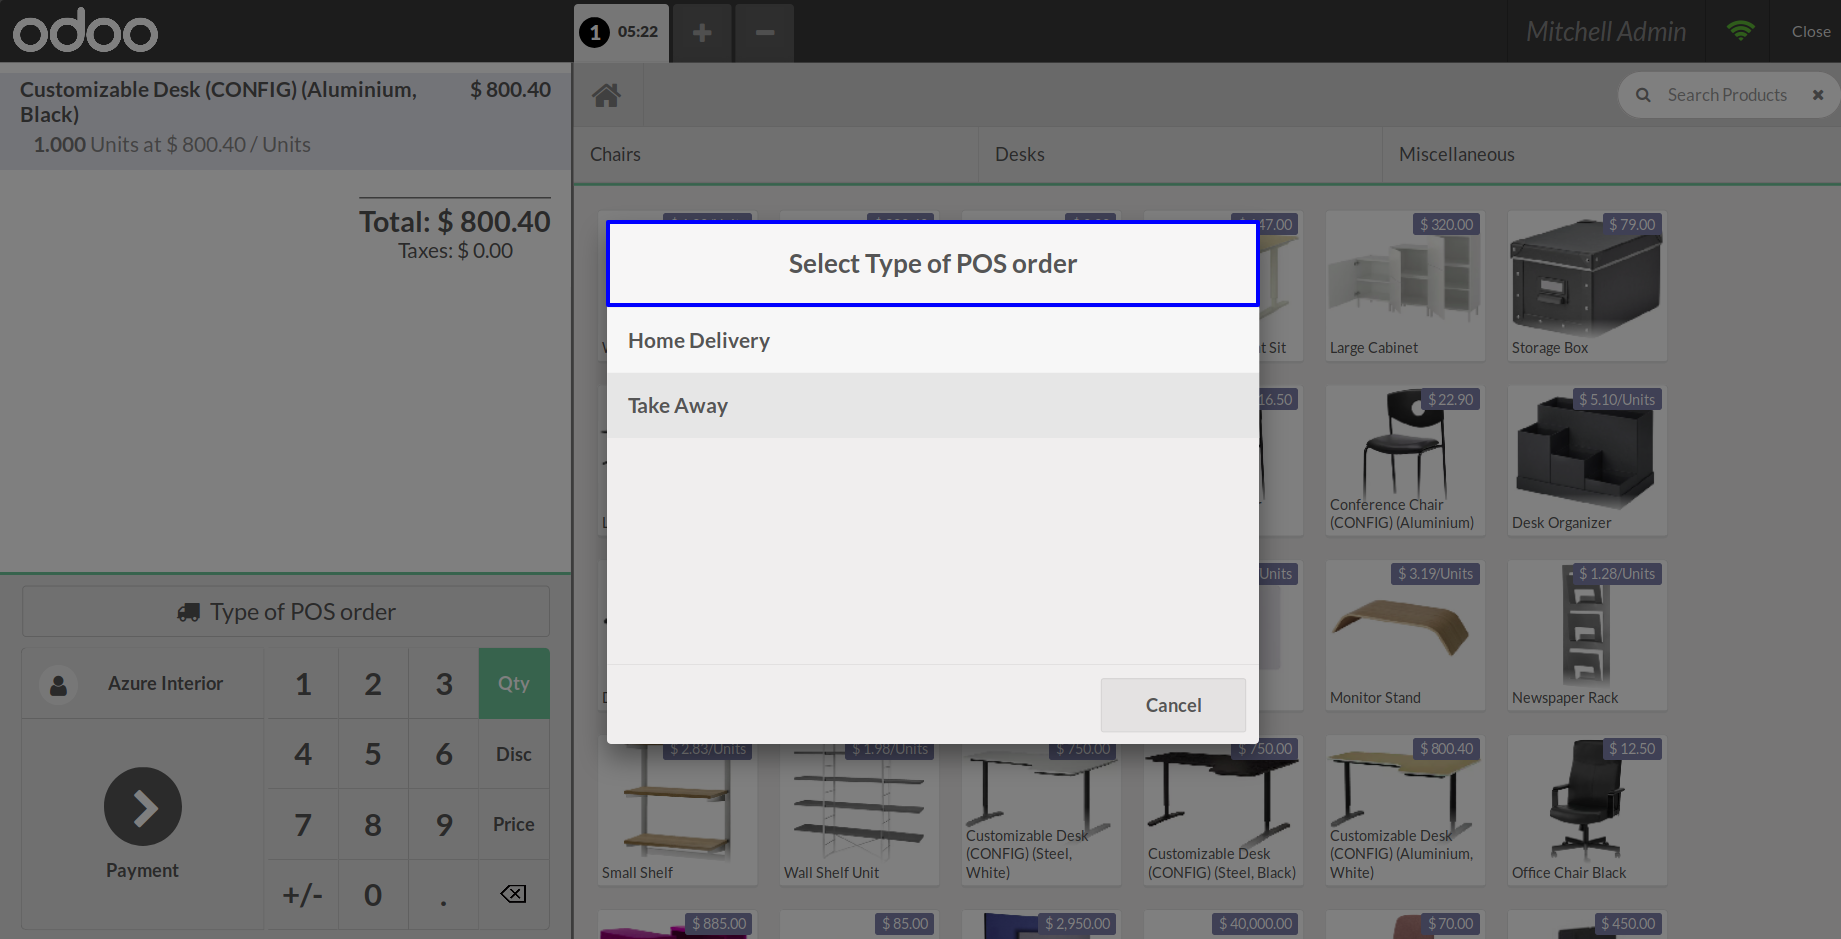 odoo
1 05:22
Mitchell Admin
Close
Customizable Desk (CONFIG) (Aluminium, Black) $ 800.40
1.000 Units at $ 800.40 / Units
Total: $ 800.40
Taxes: $ 0.00
Type of POS order
Azure Interior
Payment
1 2 3 Qty
4 5 6 Disc
7 8 9 Price
+/- 0 .
Search Products
Chairs Desks Miscellaneous
Select Type of POS order
Home Delivery
Take Away
Cancel
47.00
$ 320.00
$ 79.00
t Sit
Large Cabinet
Storage Box
16.50
$ 22.90
$ 5.10/Units
Conference Chair
(CONFIG) (Aluminium)
Desk Organizer
Units
$ 3.19/Units
$ 1.28/Units
Monitor Stand
Newspaper Rack
$ 2.83/Units
$ 1.98/Units
$ 750.00
$ 750.00
$ 800.40
$ 12.50
Small Shelf
Wall Shelf Unit
Customizable Desk
(CONFIG) (Steel,
White)
Customizable Desk
(CONFIG) (Steel, Black)
Customizable Desk
(CONFIG) (Aluminium,
White)
Office Chair Black
$ 885.00
$ 85.00
$ 2,950.00
$ 40,000.00
$ 70.00
$ 450.00